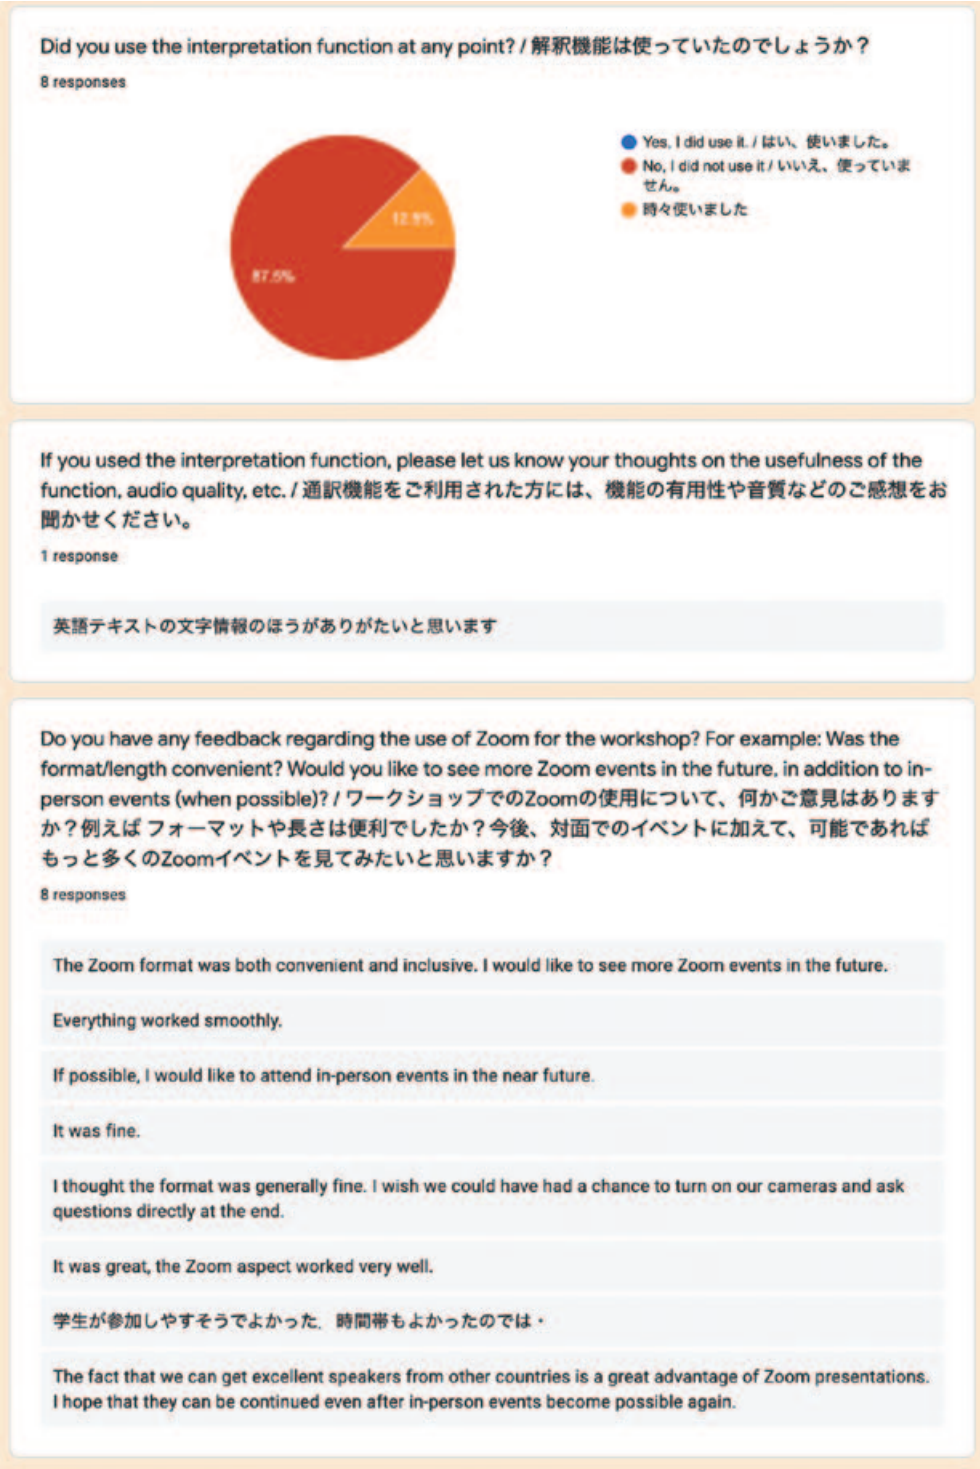 Did you use the interpretation function at any point? / 解釈機能は使っていたのでしょうか？
8 responses
Yes, I did use it. / はい、使いました。
No, I did not use it / いいえ、使っていま
せん。
時々使いました
12.5%
87.5%
If you used the interpretation function, please let us know your thoughts on the usefulness of the
function, audio quality, etc. / 通訳機能をご利用された方には、機能の有用性や音質などのご感想をお
聞かせください。
1 response
英語テキストの文字情報のほうがありがたいと思います
Do you have any feedback regarding the use of Zoom for the workshop? For example: Was the
format/length convenient? Would you like to see more Zoom events in the future, in addition to in-
person events (when possible)? / ワークショップでのZoomの使用について、何かご意見はあります
か？例えば フォーマットや長さは便利でしたか？今後、対面でのイベントに加えて、可能であれば
もっと多くのZoomイベントを見てみたいと思いますか？
8 responses
The Zoom format was both convenient and inclusive. I would like to see more Zoom events in the future.
Everything worked smoothly.
If possible, I would like to attend in-person events in the near future.
It was fine.
I thought the format was generally fine. I wish we could have had a chance to turn on our cameras and ask
questions directly at the end.
It was great, the Zoom aspect worked very well.
学生が参加しやすそうでよかった．時間帯もよかったのでは・
The fact that we can get excellent speakers from other countries is a great advantage of Zoom presentations.
I hope that they can be continued even after in-person events become possible again.